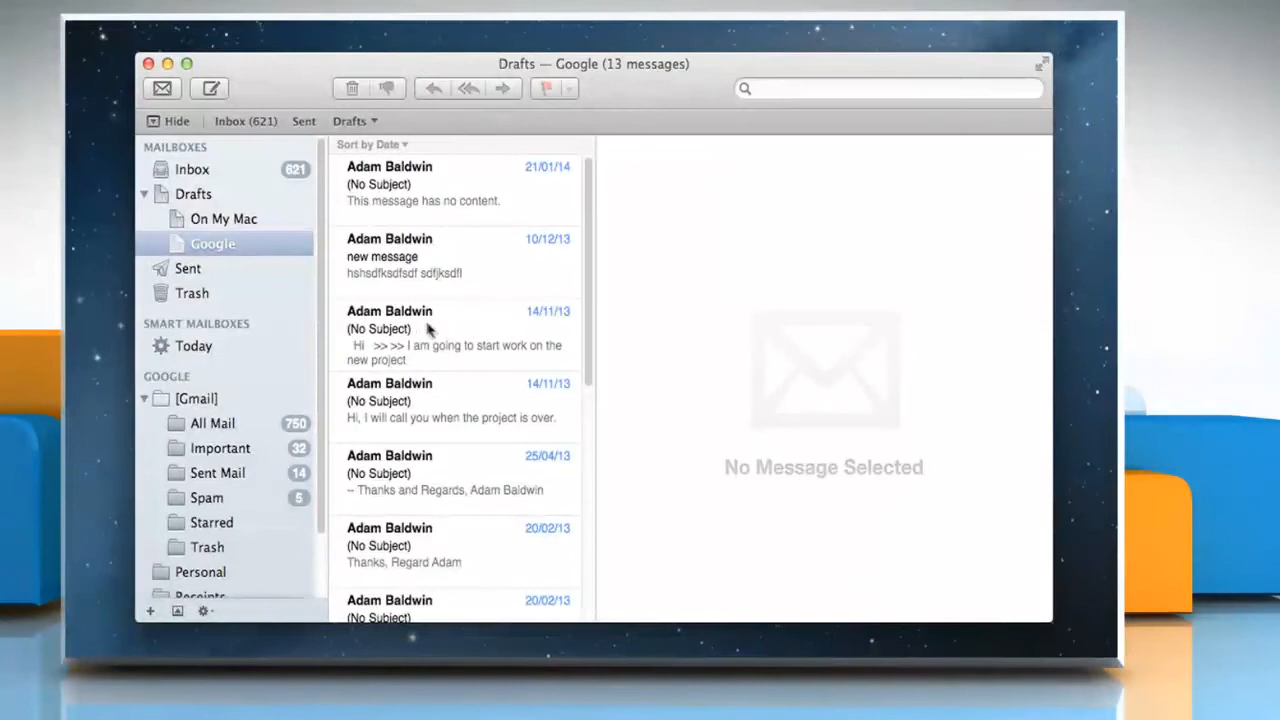 Drafts — Google (13 messages)
Hide
Inbox (621)
Sent
Drafts
MAILBOXES
Inbox
621
Drafts
On My Mac
Google
Sent
Trash
SMART MAILBOXES
Today
GOOGLE
[Gmail]
All Mail
750
Important
32
Sent Mail
14
Spam
5
Starred
Trash
Personal
Receipts
Sort by Date
Adam Baldwin 21/01/14
(No Subject)
This message has no content.
Adam Baldwin 10/12/13
new message
hshsdfksdfsdf sdfjksdfl
Adam Baldwin 14/11/13
(No Subject)
Hi >> >> I am going to start work on the
new project
Adam Baldwin 14/11/13
(No Subject)
Hi, I will call you when the project is over.
Adam Baldwin 25/04/13
(No Subject)
-- Thanks and Regards, Adam Baldwin
Adam Baldwin 20/02/13
(No Subject)
Thanks, Regard Adam
Adam Baldwin 20/02/13
(No Subject)
No Message Selected